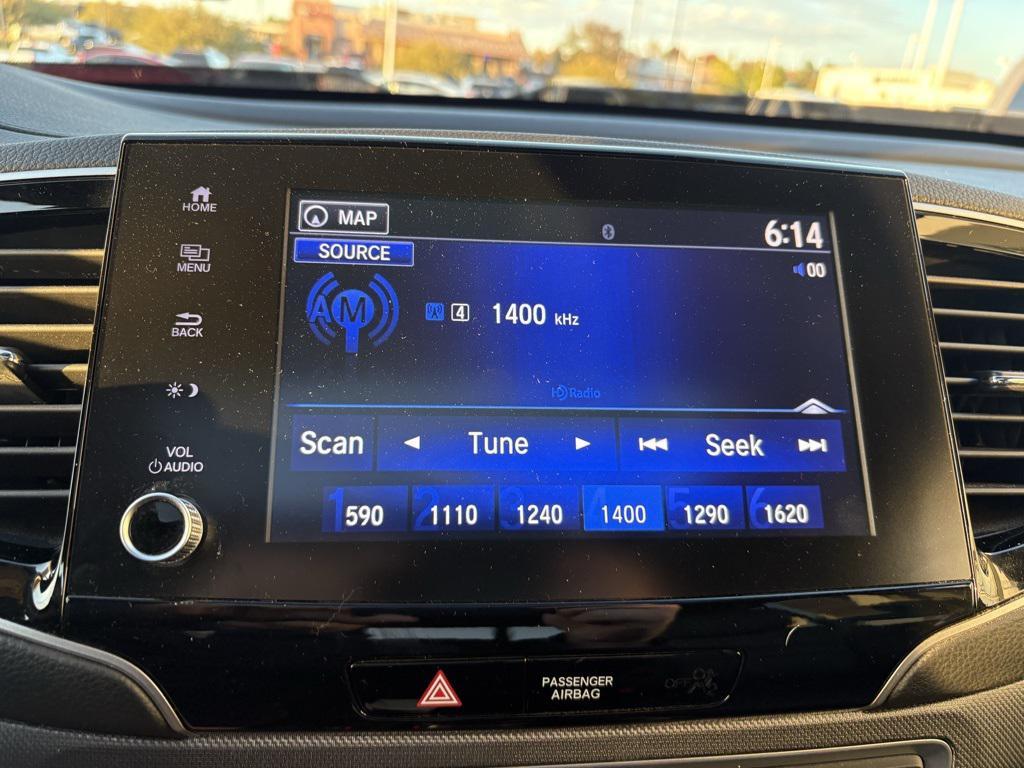 HOME
MENU
BACK
VOL
AUDIO
MAP
6:14
SOURCE
00
AM
4 1400 kHz
HD Radio
Scan Tune Seek
1 590 2 1110 3 1240 4 1400 5 1290 6 1620
PASSENGER
AIRBAG
OFF